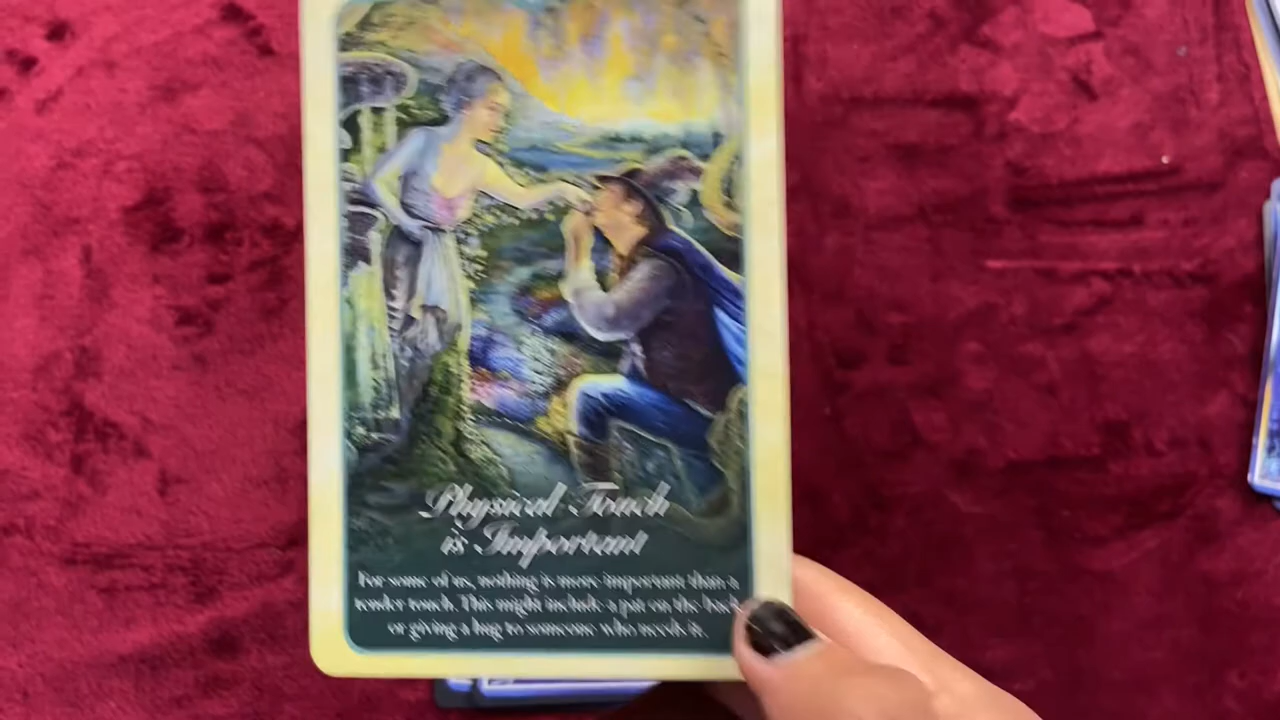 Physical Touch
is Important
For some of us, nothing is more important than a
tender touch. This might include a pat on the back
or giving a hug to someone who needs it.